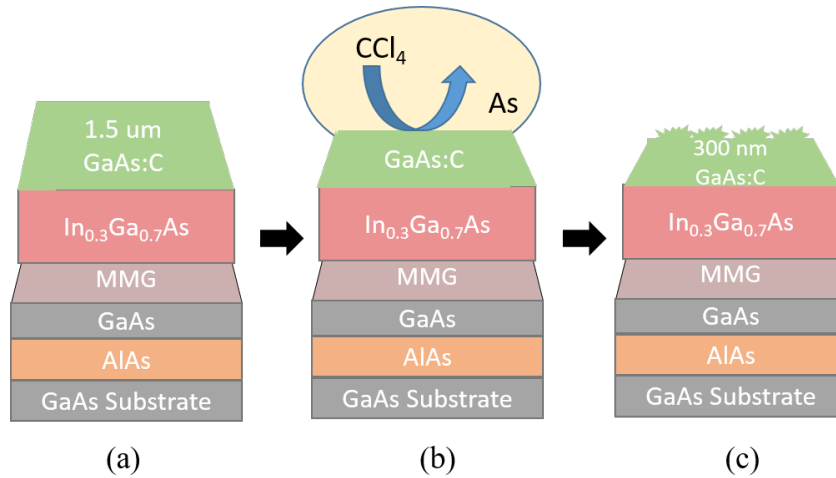 1.5 um
GaAs:C
In₀.₃Ga₀.₇As
MMG
GaAs
AlAs
GaAs Substrate
(a)
CCl₄
As
GaAs:C
In₀.₃Ga₀.₇As
MMG
GaAs
AlAs
GaAs Substrate
(b)
300 nm
GaAs:C
In₀.₃Ga₀.₇As
MMG
GaAs
AlAs
GaAs Substrate
(c)